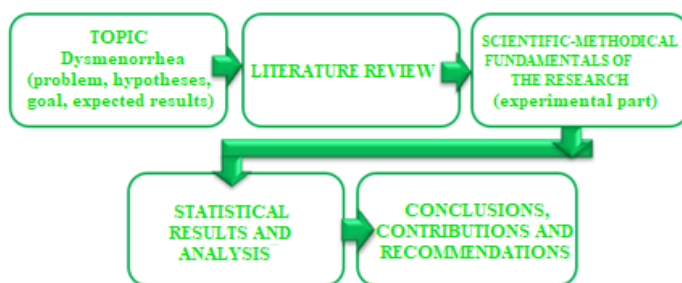 TOPIC
Dysmenorrhea
(problem, hypotheses,
goal, expected results)
LITERATURE REVIEW
SCIENTIFIC-METHODICAL
FUNDAMENTALS OF
THE RESEARCH
(experimental part)
STATISTICAL
RESULTS AND
ANALYSIS
CONCLUSIONS,
CONTRIBUTIONS AND
RECOMMENDATIONS